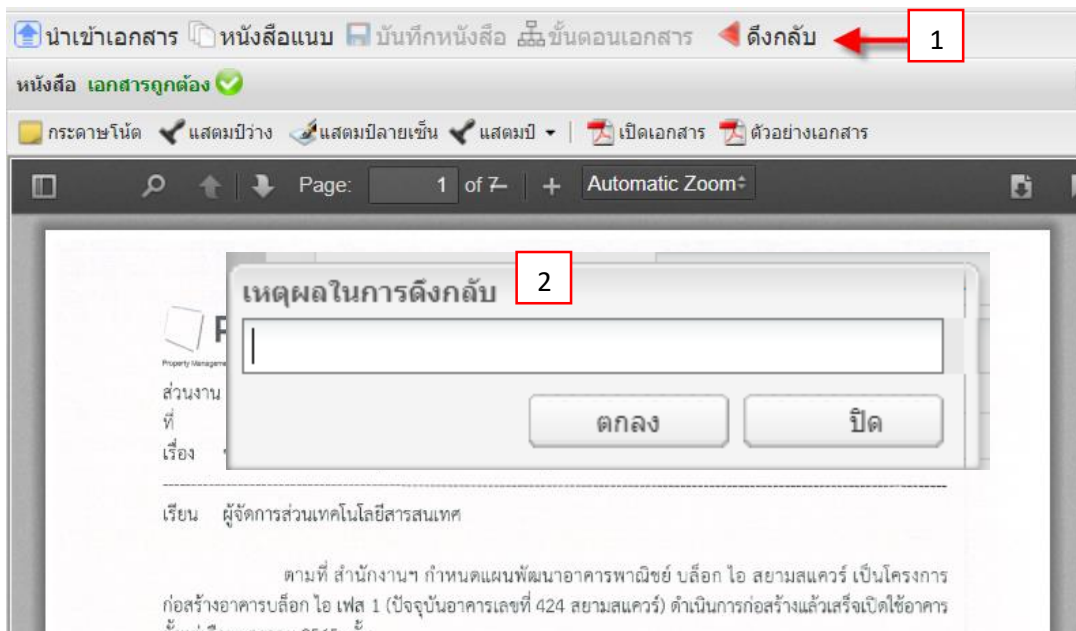 นำเข้าเอกสาร หนังสือแนบ บันทึกหนังสือ ขั้นตอนเอกสาร ดึงกลับ 1
หนังสือ เอกสารถูกต้อง
กระดาษโน้ต แสตมป์ว่าง แสตมป์ลายเซ็น แสตมป์ เปิดเอกสาร ตัวอย่างเอกสาร
Page: 1 of 7 Automatic Zoom
เหตุผลในการดึงกลับ 2
Property
ส่วนงาน
ที่
ตกลง ปิด
เรื่อง
เรียน ผู้จัดการส่วนเทคโนโลยีสารสนเทศ
ตามที่ สำนักงานฯ กำหนดแผนพัฒนาอาคารพาณิชย์ บล็อก ไอ สยามสแควร์ เป็นโครงการ
ก่อสร้างอาคารบล็อก ไอ เฟส 1 (ปัจจุบันอาคารเลขที่ 424 สยามสแควร์) ดำเนินการก่อสร้างแล้วเสร็จเปิดใช้อาคาร